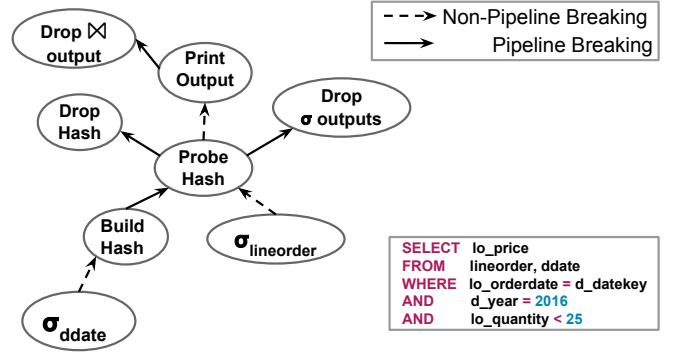 Non-Pipeline Breaking
Pipeline Breaking
Drop ⋈
output
Print
Output
Drop
σ outputs
Drop
Hash
Probe
Hash
Build
Hash
σlineorder
σddate
SELECT lo_price
FROM lineorder, ddate
WHERE lo_orderdate = d_datekey
AND d_year = 2016
AND lo_quantity < 25